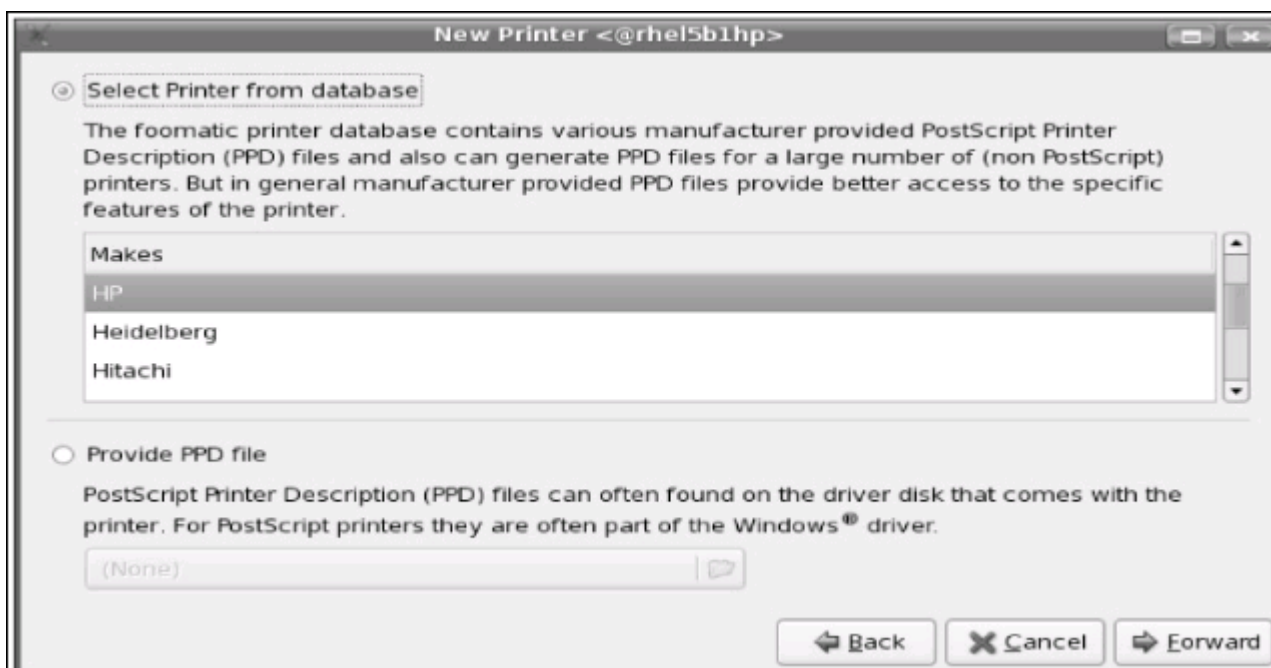 New Printer <@rhel5b1hp>
Select Printer from database
The foomatic printer database contains various manufacturer provided PostScript Printer
Description (PPD) files and also can generate PPD files for a large number of (non PostScript)
printers. But in general manufacturer provided PPD files provide better access to the specific
features of the printer.
Makes
HP
Heidelberg
Hitachi
Provide PPD file
PostScript Printer Description (PPD) files can often found on the driver disk that comes with the
printer. For PostScript printers they are often part of the Windows® driver.
(None)
Back
Cancel
Forward